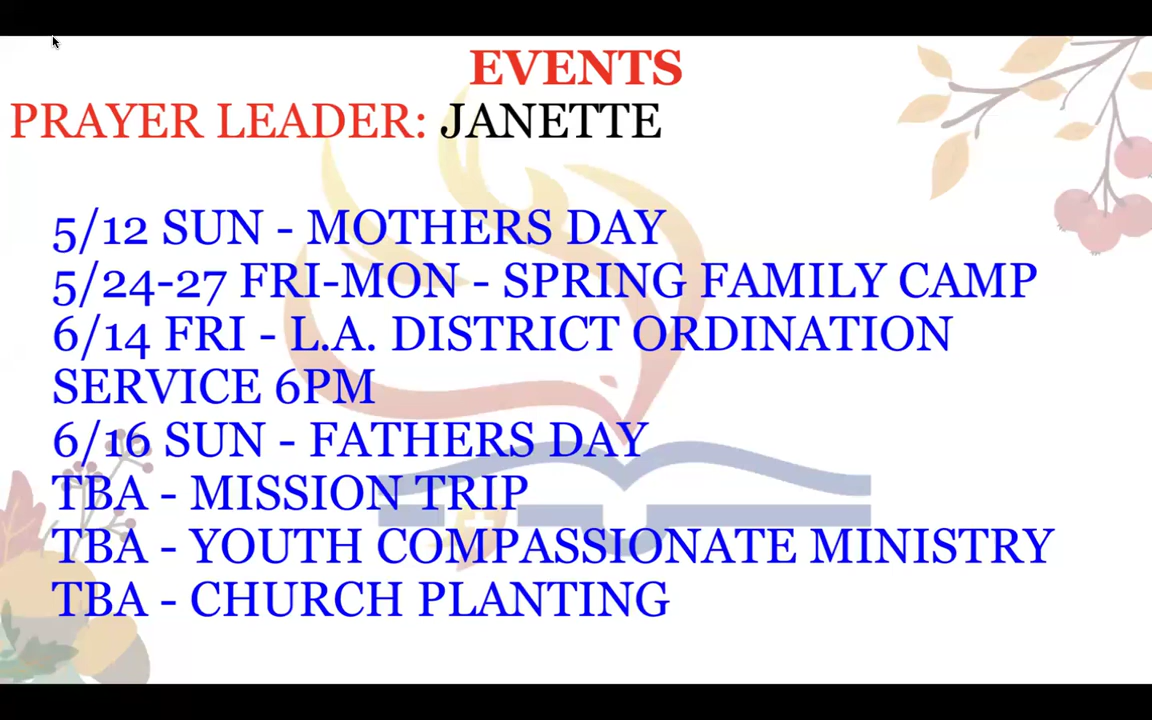 EVENTS
PRAYER LEADER: JANETTE
5/12 SUN - MOTHERS DAY
5/24-27 FRI-MON - SPRING FAMILY CAMP
6/14 FRI - L.A. DISTRICT ORDINATION
SERVICE 6PM
6/16 SUN - FATHERS DAY
TBA - MISSION TRIP
TBA - YOUTH COMPASSIONATE MINISTRY
TBA - CHURCH PLANTING